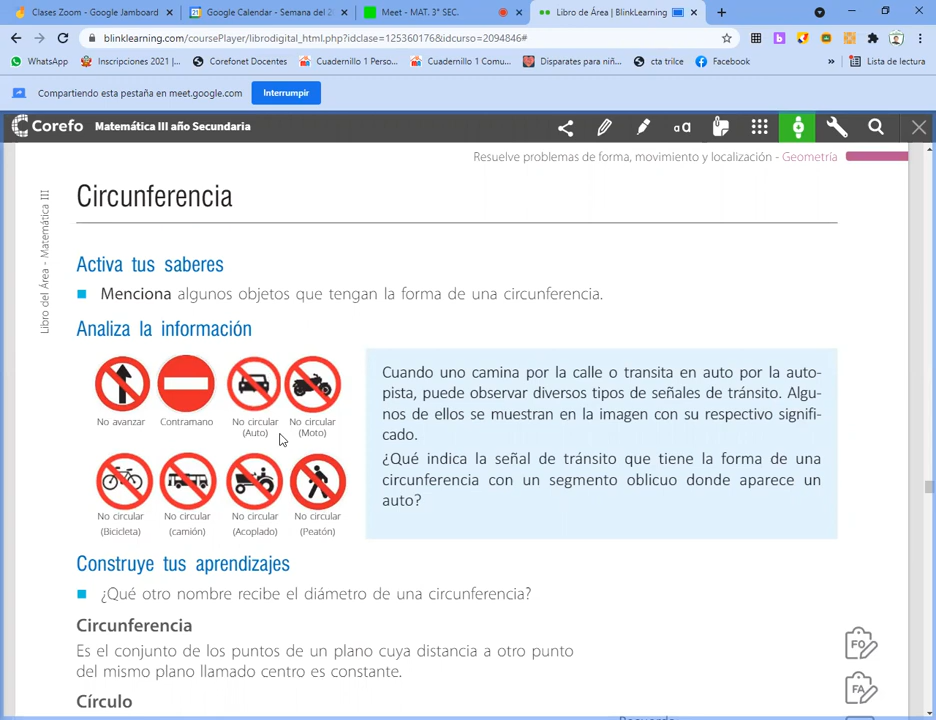 Clases Zoom - Google Jamboard
Google Calendar - Semana del 2
Meet - MAT. 3° SEC.
Libro de Área | BlinkLearning
blinklearning.com/coursePlayer/librodigital_html.php?idclase=125360176&idcurso=2094846#
WhatsApp
Inscripciones 2021 |...
Corefonet Docentes
Cuadernillo 1 Perso...
Cuadernillo 1 Comu...
Disparates para niñ...
cta trilce
Facebook
»
Lista de lectura
Compartiendo esta pestaña en meet.google.com
Interrumpir
Corefo
Matemática III año Secundaria
aa
Resuelve problemas de forma, movimiento y localización - Geometría
Libro del Área - Matemática III
Circunferencia
Activa tus saberes
Menciona algunos objetos que tengan la forma de una circunferencia.
Analiza la información
No avanzar
Contramano
No circular
(Auto)
No circular
(Moto)
No circular
(Bicicleta)
No circular
(camión)
No circular
(Acoplado)
No circular
(Peatón)
Cuando uno camina por la calle o transita en auto por la auto-
pista, puede observar diversos tipos de señales de tránsito. Algu-
nos de ellos se muestran en la imagen con su respectivo signifi-
cado.
¿Qué indica la señal de tránsito que tiene la forma de una
circunferencia con un segmento oblicuo donde aparece un
auto?
Construye tus aprendizajes
¿Qué otro nombre recibe el diámetro de una circunferencia?
Circunferencia
Es el conjunto de los puntos de un plano cuya distancia a otro punto
del mismo plano llamado centro es constante.
Círculo
FO
FA